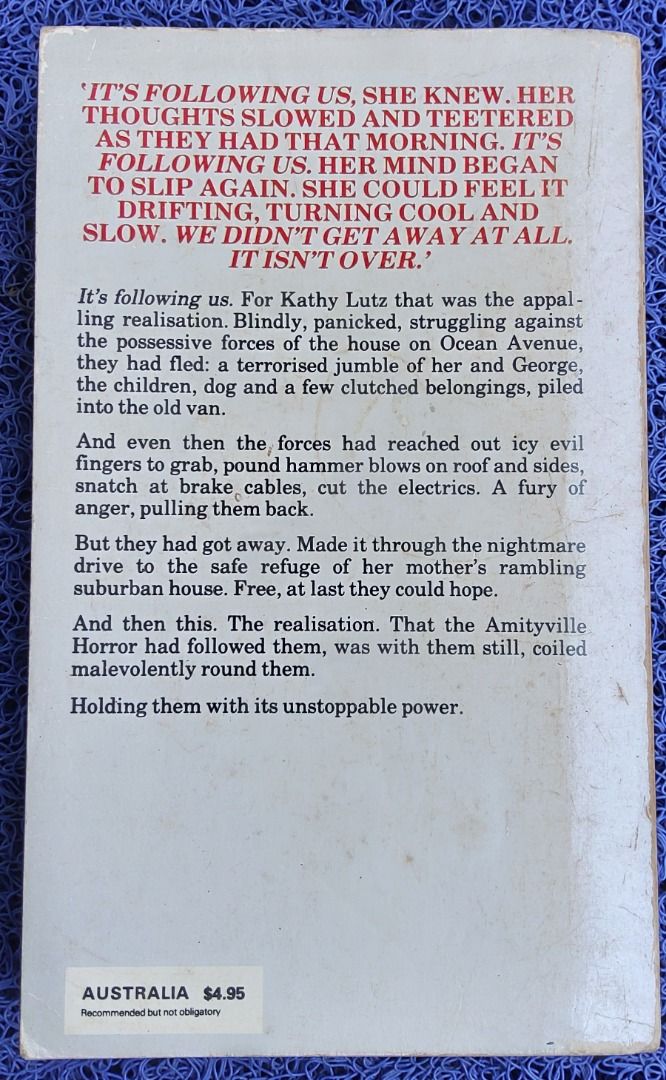 ‘IT'S FOLLOWING US, SHE KNEW. HER
THOUGHTS SLOWED AND TEETERED
AS THEY HAD THAT MORNING. IT'S
FOLLOWING US. HER MIND BEGAN
TO SLIP AGAIN. SHE COULD FEEL IT
DRIFTING, TURNING COOL AND
SLOW. WE DIDN'T GET AWAY AT ALL.
IT ISN'T OVER.’
It's following us. For Kathy Lutz that was the appal-
ling realisation. Blindly, panicked, struggling against
the possessive forces of the house on Ocean Avenue,
they had fled: a terrorised jumble of her and George,
the children, dog and a few clutched belongings, piled
into the old van.
And even then the forces had reached out icy evil
fingers to grab, pound hammer blows on roof and sides,
snatch at brake cables, cut the electrics. A fury of
anger, pulling them back.
But they had got away. Made it through the nightmare
drive to the safe refuge of her mother's rambling
suburban house. Free, at last they could hope.
And then this. The realisation. That the Amityville
Horror had followed them, was with them still, coiled
malevolently round them.
Holding them with its unstoppable power.
AUSTRALIA $4.95
Recommended but not obligatory